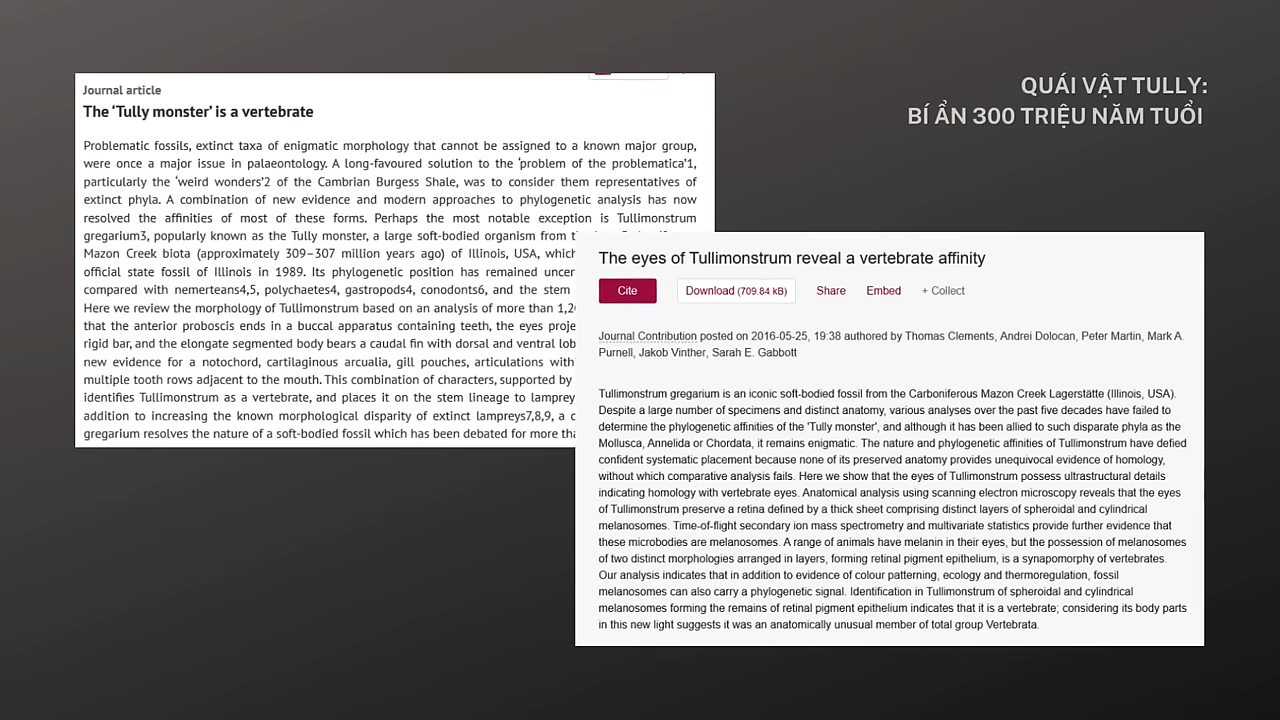 QUÁI VẬT TULLY:
BÍ ẨN 300 TRIỆU NĂM TUỔI
Journal article
The ‘Tully monster’ is a vertebrate
Problematic fossils, extinct taxa of enigmatic morphology that cannot be assigned to a known major group,
were once a major issue in palaeontology. A long-favoured solution to the ‘problem of the problematica’1,
particularly the ‘weird wonders’2 of the Cambrian Burgess Shale, was to consider them representatives of
extinct phyla. A combination of new evidence and modern approaches to phylogenetic analysis has now
resolved the affinities of most of these forms. Perhaps the most notable exception is Tullimonstrum
gregarium3, popularly known as the Tully monster, a large soft-bodied organism from
Mazon Creek biota (approximately 309–307 million years ago) of Illinois, USA, which
official state fossil of Illinois in 1989. Its phylogenetic position has remained
compared with nemerteans4,5, polychaetes4, gastropods4, conodonts6, and the stem
Here we review the morphology of Tullimonstrum based on an analysis of more than
that the anterior proboscis ends in a buccal apparatus containing teeth, the eyes
rigid bar, and the elongate segmented body bears a caudal fin with dorsal and ventral
new evidence for a notochord, cartilaginous arcualia, gill pouches, articulations
multiple tooth rows adjacent to the mouth. This combination of characters, supported by
identifies Tullimonstrum as a vertebrate, and places it on the stem lineage to
addition to increasing the known morphological disparity of extinct lampreys7,8,9, a
gregarium resolves the nature of a soft-bodied fossil which has been debated for more
The eyes of Tullimonstrum reveal a vertebrate affinity
Cite Download (709.84 kB) Share Embed + Collect
Journal Contribution posted on 2016-05-25, 19:38 authored by Thomas Clements, Andrei Dolocan, Peter Martin, Mark A.
Purnell, Jakob Vinther, Sarah E. Gabbott
Tullimonstrum gregarium is an iconic soft-bodied fossil from the Carboniferous Mazon Creek Lagerstätte (Illinois, USA).
Despite a large number of specimens and distinct anatomy, various analyses over the past five decades have failed to
determine the phylogenetic affinities of the 'Tully monster', and although it has been allied to such disparate phyla as the
Mollusca, Annelida or Chordata, it remains enigmatic. The nature and phylogenetic affinities of Tullimonstrum have defied
confident systematic placement because none of its preserved anatomy provides unequivocal evidence of homology,
without which comparative analysis fails. Here we show that the eyes of Tullimonstrum possess ultrastructural details
indicating homology with vertebrate eyes. Anatomical analysis using scanning electron microscopy reveals that the eyes
of Tullimonstrum preserve a retina defined by a thick sheet comprising distinct layers of spheroidal and cylindrical
melanosomes. Time-of-flight secondary ion mass spectrometry and multivariate statistics provide further evidence that
these microbodies are melanosomes. A range of animals have melanin in their eyes, but the possession of melanosomes
of two distinct morphologies arranged in layers, forming retinal pigment epithelium, is a synapomorphy of vertebrates.
Our analysis indicates that in addition to evidence of colour patterning, ecology and thermoregulation, fossil
melanosomes can also carry a phylogenetic signal. Identification in Tullimonstrum of spheroidal and cylindrical
melanosomes forming the remains of retinal pigment epithelium indicates that it is a vertebrate; considering its body parts
in this new light suggests it was an anatomically unusual member of total group Vertebrata.